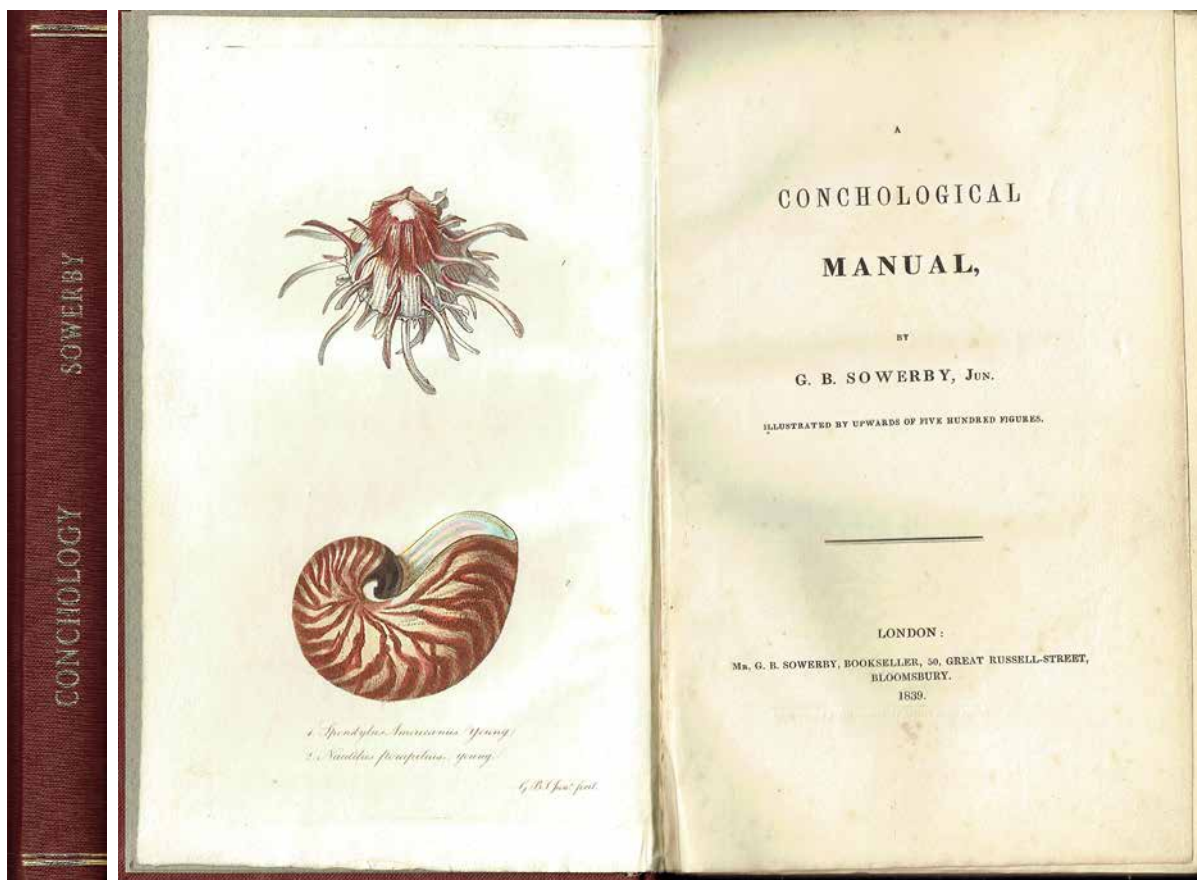 CONCHOLOGY SOWERBY
1 Spondylus Americanus (young)
2 Nautilus pompilius, young
A
CONCHOLOGICAL
MANUAL,
BY
G. B. SOWERBY, JUN.
ILLUSTRATED BY UPWARDS OF FIVE HUNDRED FIGURES.
LONDON:
MR. G. B. SOWERBY, BOOKSELLER, 50, GREAT RUSSELL-STREET,
BLOOMSBURY.
1839.